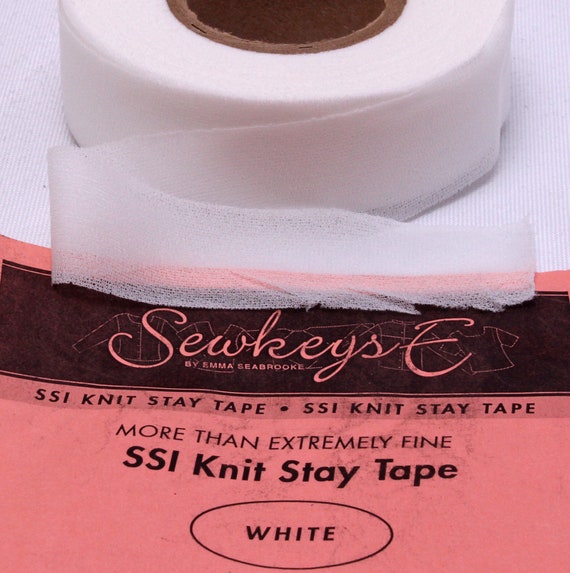 Sewkeys E
BY EMMA SEABROOKE
SSI KNIT STAY TAPE • SSI KNIT STAY TAPE
MORE THAN EXTREMELY FINE
SSI Knit Stay Tape
WHITE